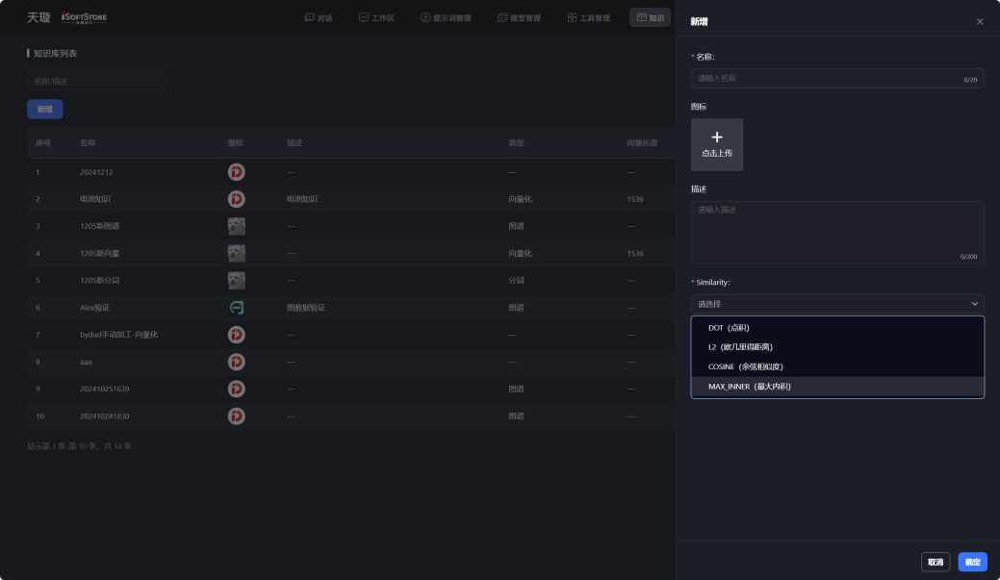 天璇 iSOFTSTONE
对话 工作区 提示词管理 模型管理 工具管理 知识
新增
知识库列表
名称/描述
新增
序号 名称 图标 描述 类型 向量长度
1 20241212 — — —
2 电池知识 电池知识 向量化 1536
3 1205新图谱 — 图谱 —
4 1205新向量 — 向量化 1536
5 1205新分词 — 分词 —
6 Alex验证 图数据验证 图谱 —
7 bydud手动加工-向量化 — — —
8 aaa — — —
9 202410251639 — 图谱 —
10 202410241830 — 图谱 —
显示第 1 条-第 10 条，共 14 条
* 名称:
请输入名称 0/20
图标
点击上传
描述
请输入描述
0/200
* Similarity:
请选择
DOT（点积）
L2（欧几里得距离）
COSINE（余弦相似度）
MAX_INNER（最大内积）
取消 确定